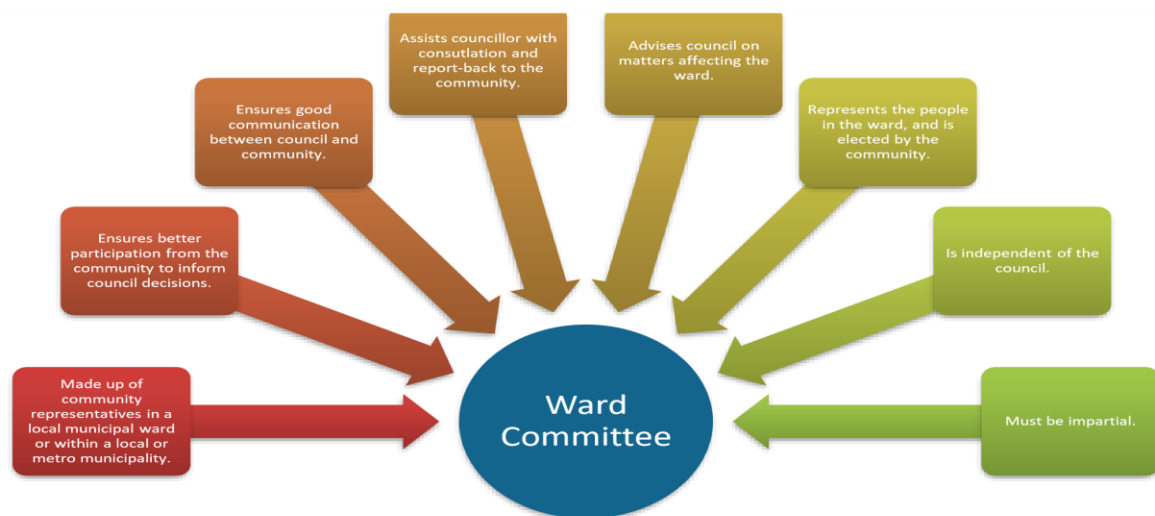 Made up of
community
representatives in a
local municipal ward
or within a local or
metro municipality.
Ensures better
participation from the
community to inform
council decisions.
Ensures good
communication
between council and
community.
Assists councillor with
consutlation and
report-back to the
community.
Advises council on
matters affecting the
ward.
Represents the people
in the ward, and is
elected by the
community.
Is independent of the
council.
Must be impartial.
Ward
Committee